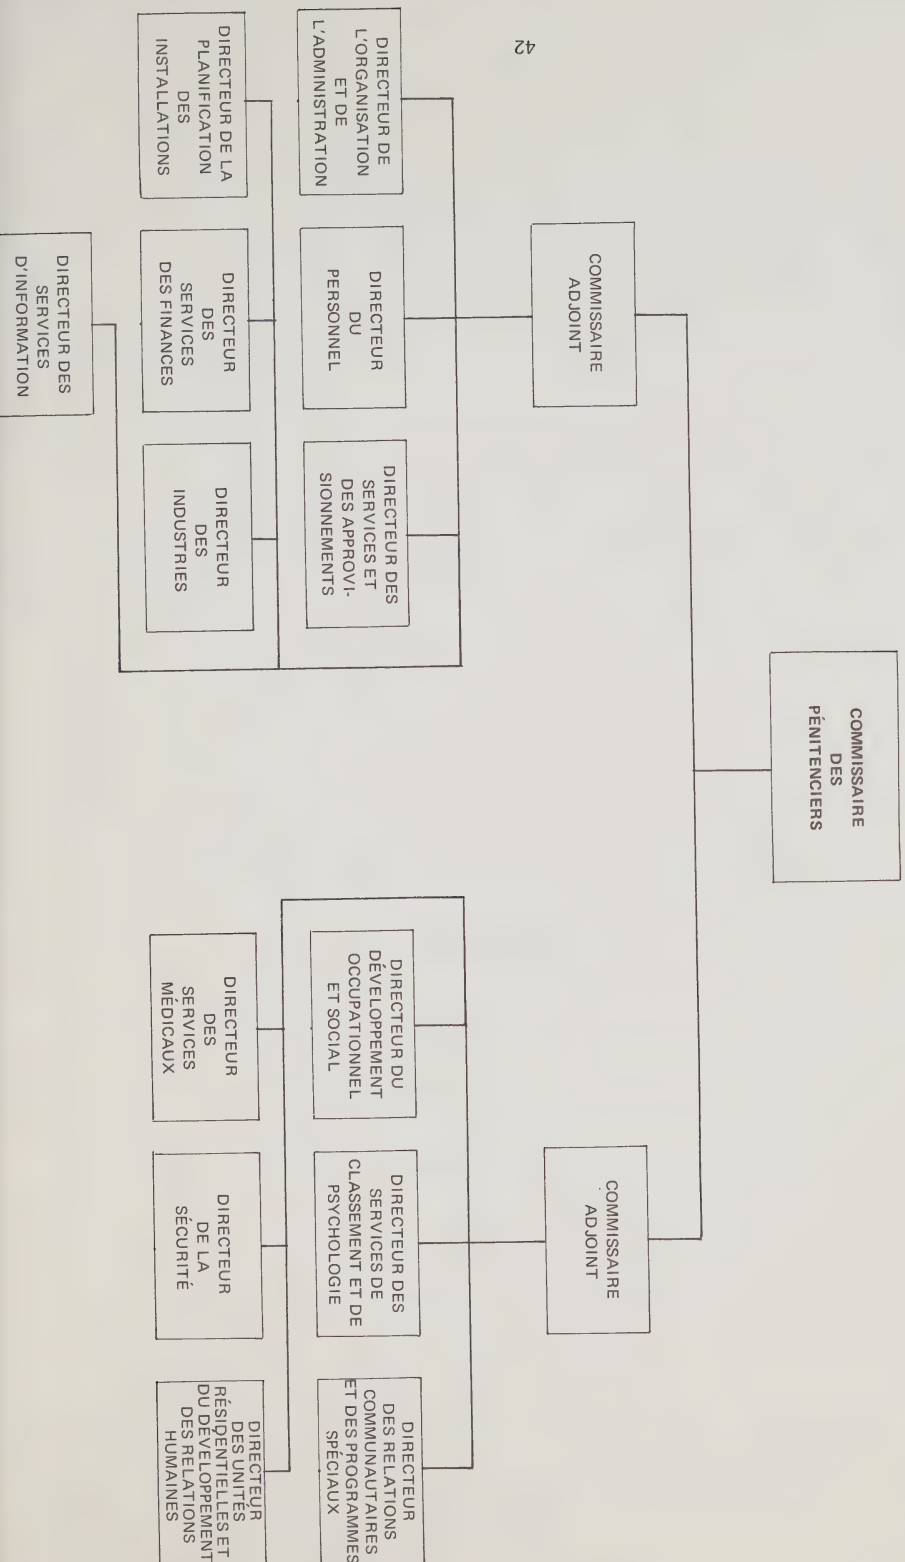 COMMISSAIRE
DES
PÉNITENCIERS
COMMISSAIRE
ADJOINT
COMMISSAIRE
ADJOINT
DIRECTEUR DE
L'ORGANISATION
ET DE
L'ADMINISTRATION
DIRECTEUR
DU
PERSONNEL
DIRECTEUR DES
SERVICES ET
DES APPROVI-
SIONNEMENTS
DIRECTEUR DU
DÉVELOPPEMENT
OCCUPATIONNEL
ET SOCIAL
DIRECTEUR DES
SERVICES DE
CLASSEMENT ET DE
PSYCHOLOGIE
DIRECTEUR
DES RELATIONS
COMMUNAUTAIRES
ET DES PROGRAMMES
SPÉCIAUX
DIRECTEUR DE LA
PLANIFICATION
DES
INSTALLATIONS
DIRECTEUR
DES
SERVICES
DES FINANCES
DIRECTEUR
DES
INDUSTRIES
DIRECTEUR
DES
SERVICES
MÉDICAUX
DIRECTEUR
DE LA
SÉCURITÉ
DIRECTEUR
DES UNITÉS
RÉSIDENTIELLES ET
DU DÉVELOPPEMENT
DES RELATIONS
HUMAINES
DIRECTEUR DES
SERVICES
D'INFORMATION
42